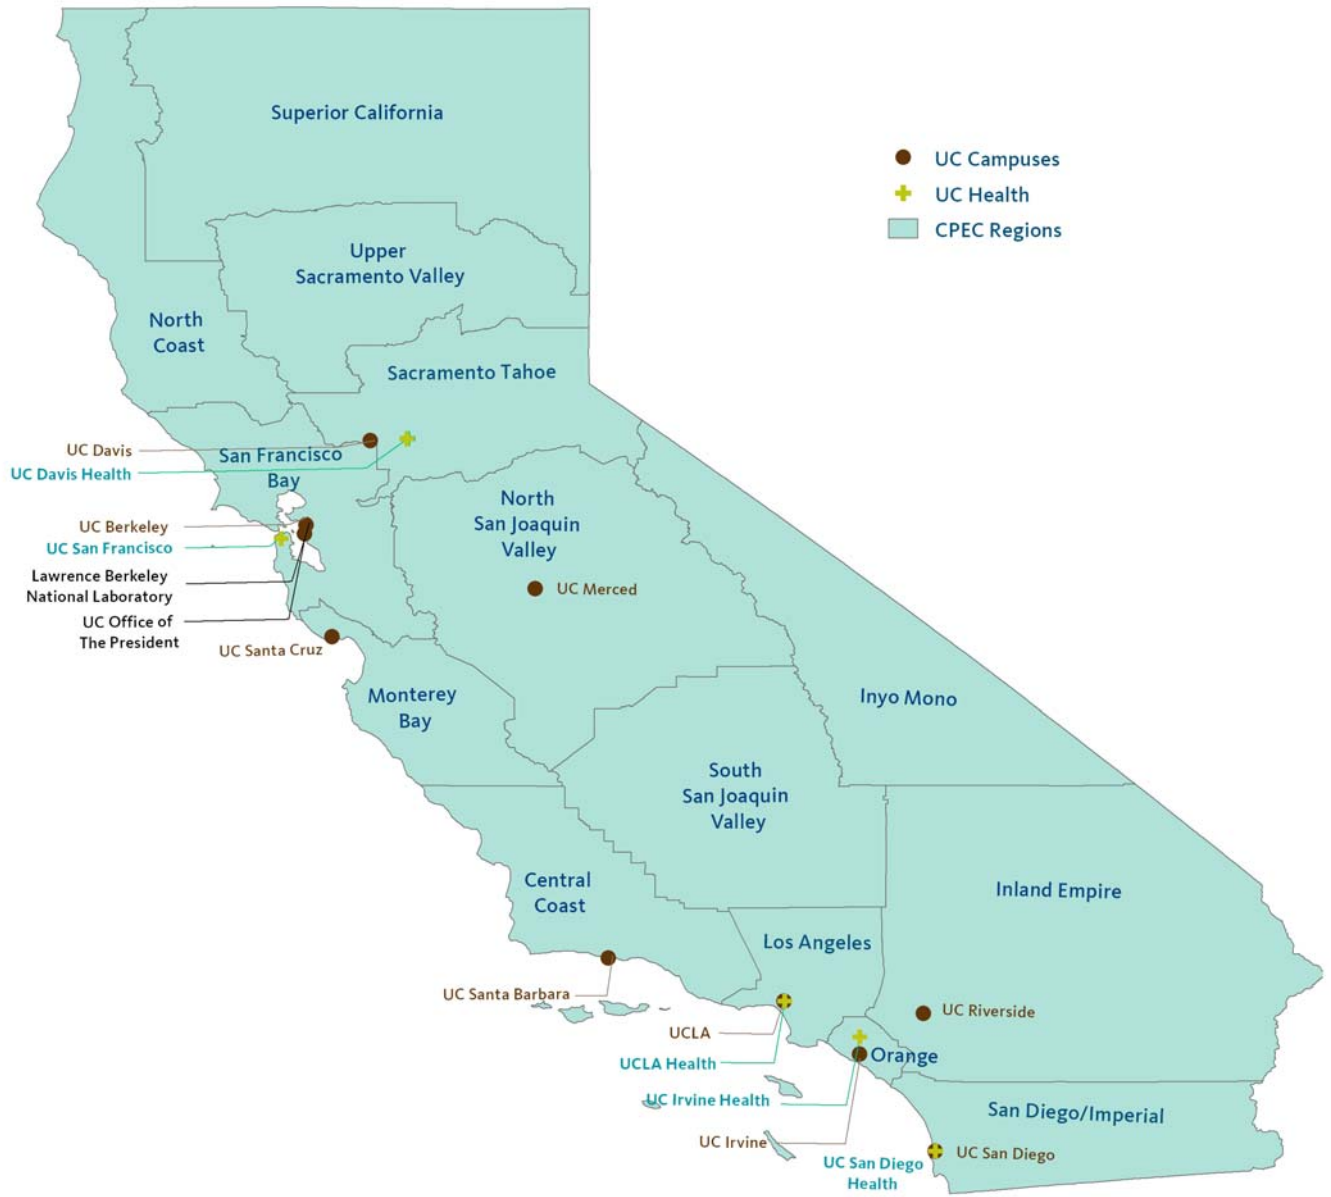 Superior California
UC Campuses
UC Health
CPEC Regions
Upper
Sacramento Valley
North
Coast
Sacramento Tahoe
UC Davis
UC Davis Health
San Francisco
Bay
North
San Joaquin
Valley
UC Berkeley
UC San Francisco
Lawrence Berkeley
National Laboratory
UC Office of
The President
UC Merced
UC Santa Cruz
Monterey
Bay
Inyo Mono
South
San Joaquin
Valley
Central
Coast
Inland Empire
Los Angeles
UC Santa Barbara
UC Riverside
UCLA
UCLA Health
Orange
UC Irvine Health
San Diego/Imperial
UC Irvine
UC San Diego
UC San Diego
Health